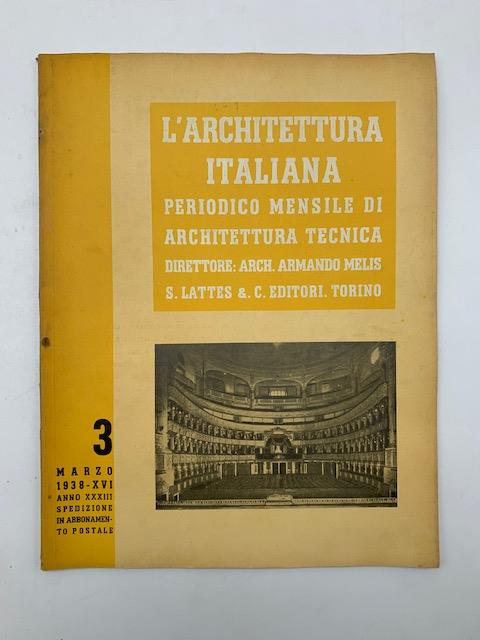 L'ARCHITETTURA
ITALIANA
PERIODICO MENSILE DI
ARCHITETTURA TECNICA
DIRETTORE: ARCH. ARMANDO MELIS
S. LATTES &. C. EDITORI. TORINO
3
MARZO
1938-XVI
ANNO XXXIII
SPEDIZIONE
IN ABBONAMEN-
TO POSTALE